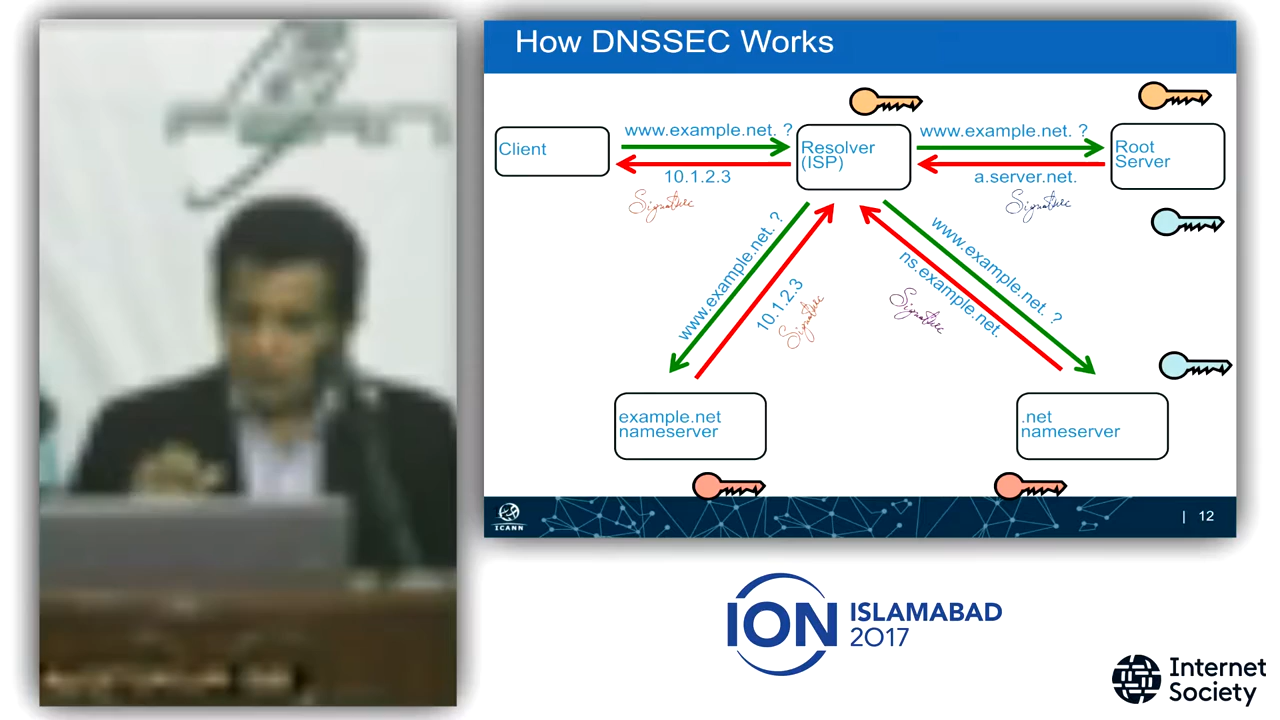 How DNSSEC Works
Client
www.example.net. ?
10.1.2.3
Signature
Resolver
(ISP)
www.example.net. ?
a.server.net.
Signature
Root
Server
www.example.net. ?
10.1.2.3
Signature
www.example.net. ?
ns.example.net.
Signature
example.net
nameserver
.net
nameserver
ICANN
| 12
ION ISLAMABAD
2017
Internet
Society